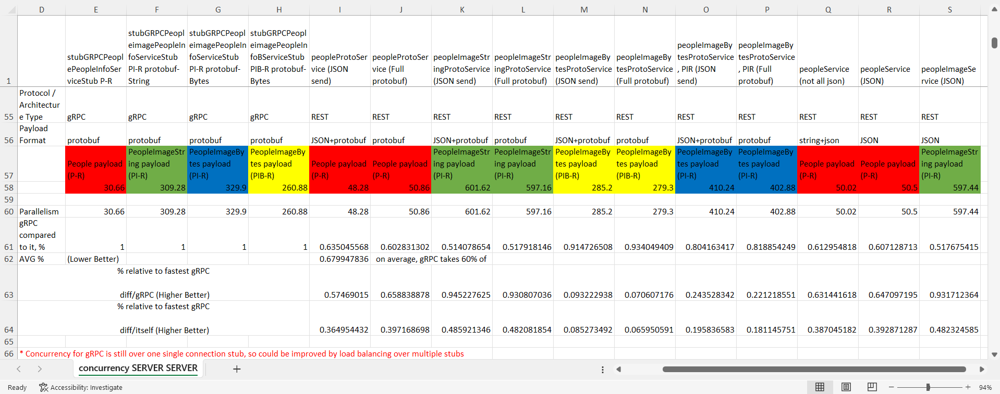 D E F G H I J K L M N O P Q R S
1
stubGRPCPeoplePeopleInfoServiceStub P-R
stubGRPCPeopleimagePeopleInfoServiceStub PI-R protobuf-String
stubGRPCPeopleimagePeopleInfoServiceStub PI-R protobuf-Bytes
stubGRPCPeopleimagePeopleInfoBServiceStub PIB-R protobuf-Bytes
peopleProtoService (JSON send)
peopleProtoService (Full protobuf)
peopleImageStringProtoService (JSON send)
peopleImageStringProtoService (Full protobuf)
peopleImageBytesProtoService (JSON send)
peopleImageBytesProtoService (Full protobuf)
peopleImageBytesProtoService, PIR (JSON send)
peopleImageBytesProtoService, PIR (Full protobuf)
peopleService (not all json)
peopleService (JSON)
peopleImageService (JSON)
55 Protocol / Architecture Type gRPC gRPC gRPC gRPC REST REST REST REST REST REST REST REST REST REST REST
56 Payload Format protobuf protobuf protobuf protobuf JSON+protobuf protobuf JSON+protobuf protobuf JSON+protobuf protobuf JSON+protobuf protobuf string+json JSON JSON
57
People payload (P-R)
PeopleImageString payload (PI-R)
PeopleImageBytes payload (PI-R)
PeopleImageBytes payload (PIB-R)
People payload (P-R)
People payload (P-R)
PeopleImageString payload (PI-R)
PeopleImageString payload (PI-R)
PeopleImageBytes payload (PIB-R)
PeopleImageBytes payload (PIB-R)
PeopleImageBytes payload (PI-R)
PeopleImageBytes payload (PI-R)
People payload (P-R)
People payload (P-R)
PeopleImageString payload (PI-R)
58 30.66 309.28 329.9 260.88 48.28 50.86 601.62 597.16 285.2 279.3 410.24 402.88 50.02 50.5 597.44
59
60 Parallelism 30.66 309.28 329.9 260.88 48.28 50.86 601.62 597.16 285.2 279.3 410.24 402.88 50.02 50.5 597.44
61 gRPC compared to it, % 1 1 1 1 0.635045568 0.602831302 0.514078654 0.517918146 0.914726508 0.934049409 0.804163417 0.818854249 0.612954818 0.607128713 0.517675415
62 AVG % (Lower Better) 0.679947836 on average, gRPC takes 60% of
% relative to fastest gRPC
63 diff/gRPC (Higher Better) 0.57469015 0.658838878 0.945227625 0.930807036 0.093222938 0.070607176 0.243528342 0.221218551 0.631441618 0.647097195 0.931712364
% relative to fastest gRPC
64 diff/itself (Higher Better) 0.364954432 0.397168698 0.485921346 0.482081854 0.085273492 0.065950591 0.195836583 0.181145751 0.387045182 0.392871287 0.482324585
65
66 * Concurrency for gRPC is still over one single connection stub, so could be improved by load balancing over multiple stubs
concurrency SERVER SERVER
Ready Accessibility: Investigate 94%